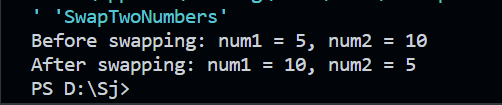 ' 'SwapTwoNumbers'
Before swapping: num1 = 5, num2 = 10
After swapping: num1 = 10, num2 = 5
PS D:\Sj>